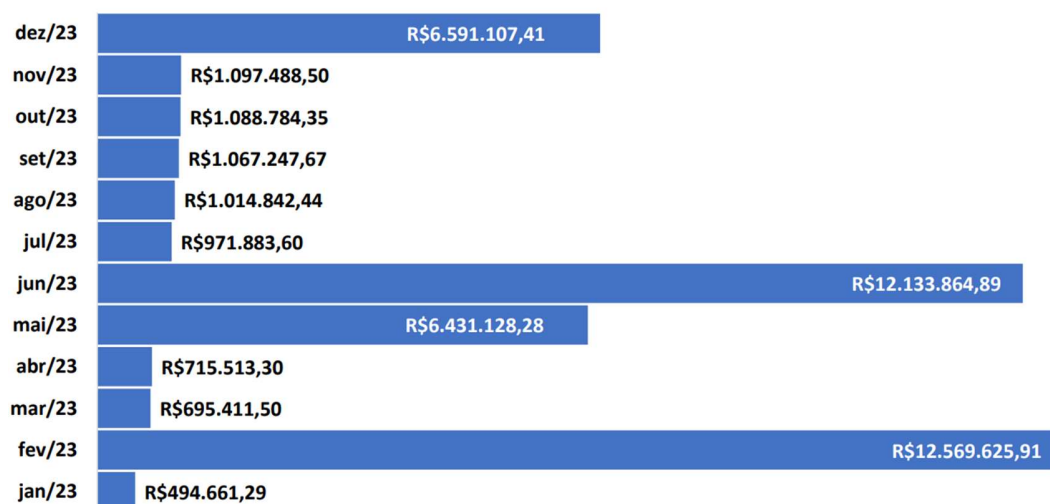 dez/23 R$6.591.107,41
nov/23 R$1.097.488,50
out/23 R$1.088.784,35
set/23 R$1.067.247,67
ago/23 R$1.014.842,44
jul/23 R$971.883,60
jun/23 R$12.133.864,89
mai/23 R$6.431.128,28
abr/23 R$715.513,30
mar/23 R$695.411,50
fev/23 R$12.569.625,91
jan/23 R$494.661,29